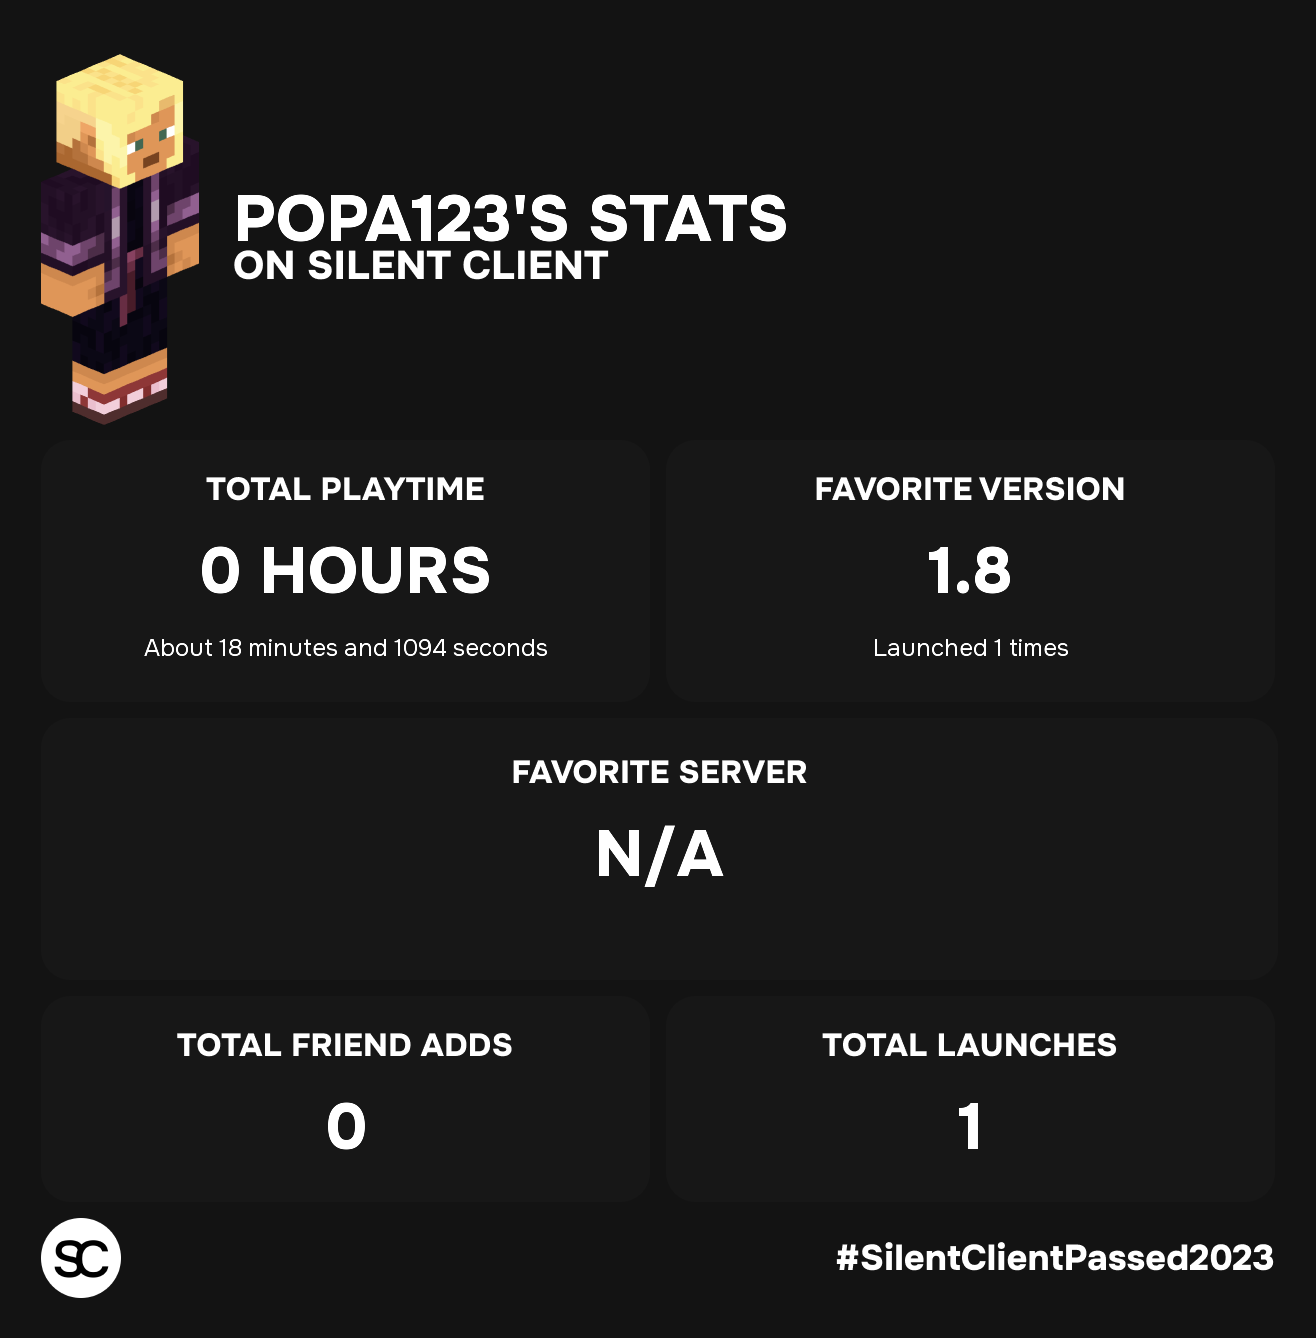 POPA123'S STATS
ON SILENT CLIENT
TOTAL PLAYTIME
0 HOURS
About 18 minutes and 1094 seconds
FAVORITE VERSION
1.8
Launched 1 times
FAVORITE SERVER
N/A
TOTAL FRIEND ADDS
0
TOTAL LAUNCHES
1
SC
#SilentClientPassed2023